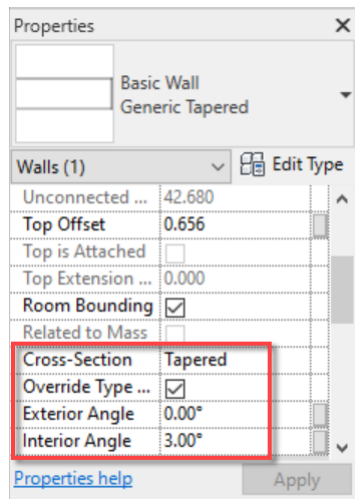 Properties
Basic Wall
Generic Tapered
Walls (1) Edit Type
Unconnected ... 42.680
Top Offset 0.656
Top is Attached
Top Extension ... 0.000
Room Bounding
Related to Mass
Cross-Section Tapered
Override Type ...
Exterior Angle 0.00°
Interior Angle 3.00°
Properties help Apply